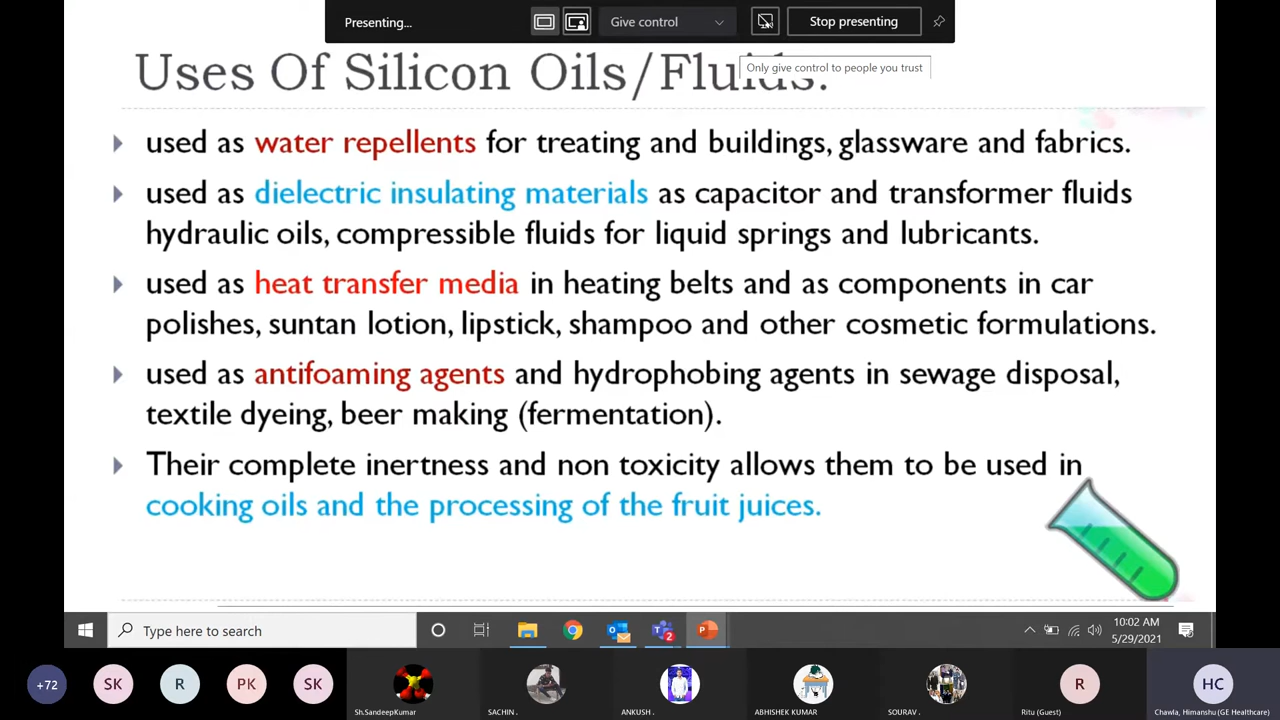 Presenting...
Give control
Stop presenting
Only give control to people you trust
Uses Of Silicon Oils/Fluids:
used as water repellents for treating and buildings, glassware and fabrics.
used as dielectric insulating materials as capacitor and transformer fluids
hydraulic oils, compressible fluids for liquid springs and lubricants.
used as heat transfer media in heating belts and as components in car
polishes, suntan lotion, lipstick, shampoo and other cosmetic formulations.
used as antifoaming agents and hydrophobing agents in sewage disposal,
textile dyeing, beer making (fermentation).
Their complete inertness and non toxicity allows them to be used in
cooking oils and the processing of the fruit juices.
Type here to search
2
10:02 AM
5/29/2021
+72
SK
R
PK
SK
R
HC
Sh.SandeepKumar
SACHIN .
ANKUSH .
ABHISHEK KUMAR
SOURAV .
Ritu (Guest)
Chawla, Himanshu (GE Healthcare)